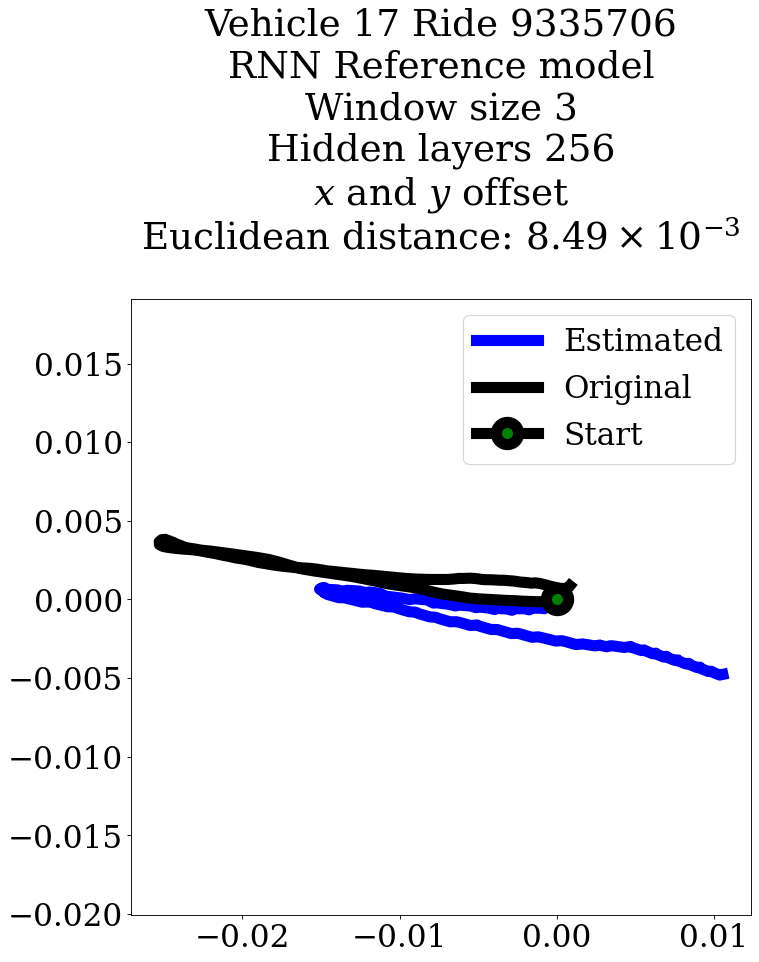 Vehicle 17 Ride 9335706
RNN Reference model
Window size 3
Hidden layers 256
x and y offset
Euclidean distance: 8.49 × 10⁻³
Estimated
Original
Start
0.015
0.010
0.005
0.000
−0.005
−0.010
−0.015
−0.020
−0.02 −0.01 0.00 0.01